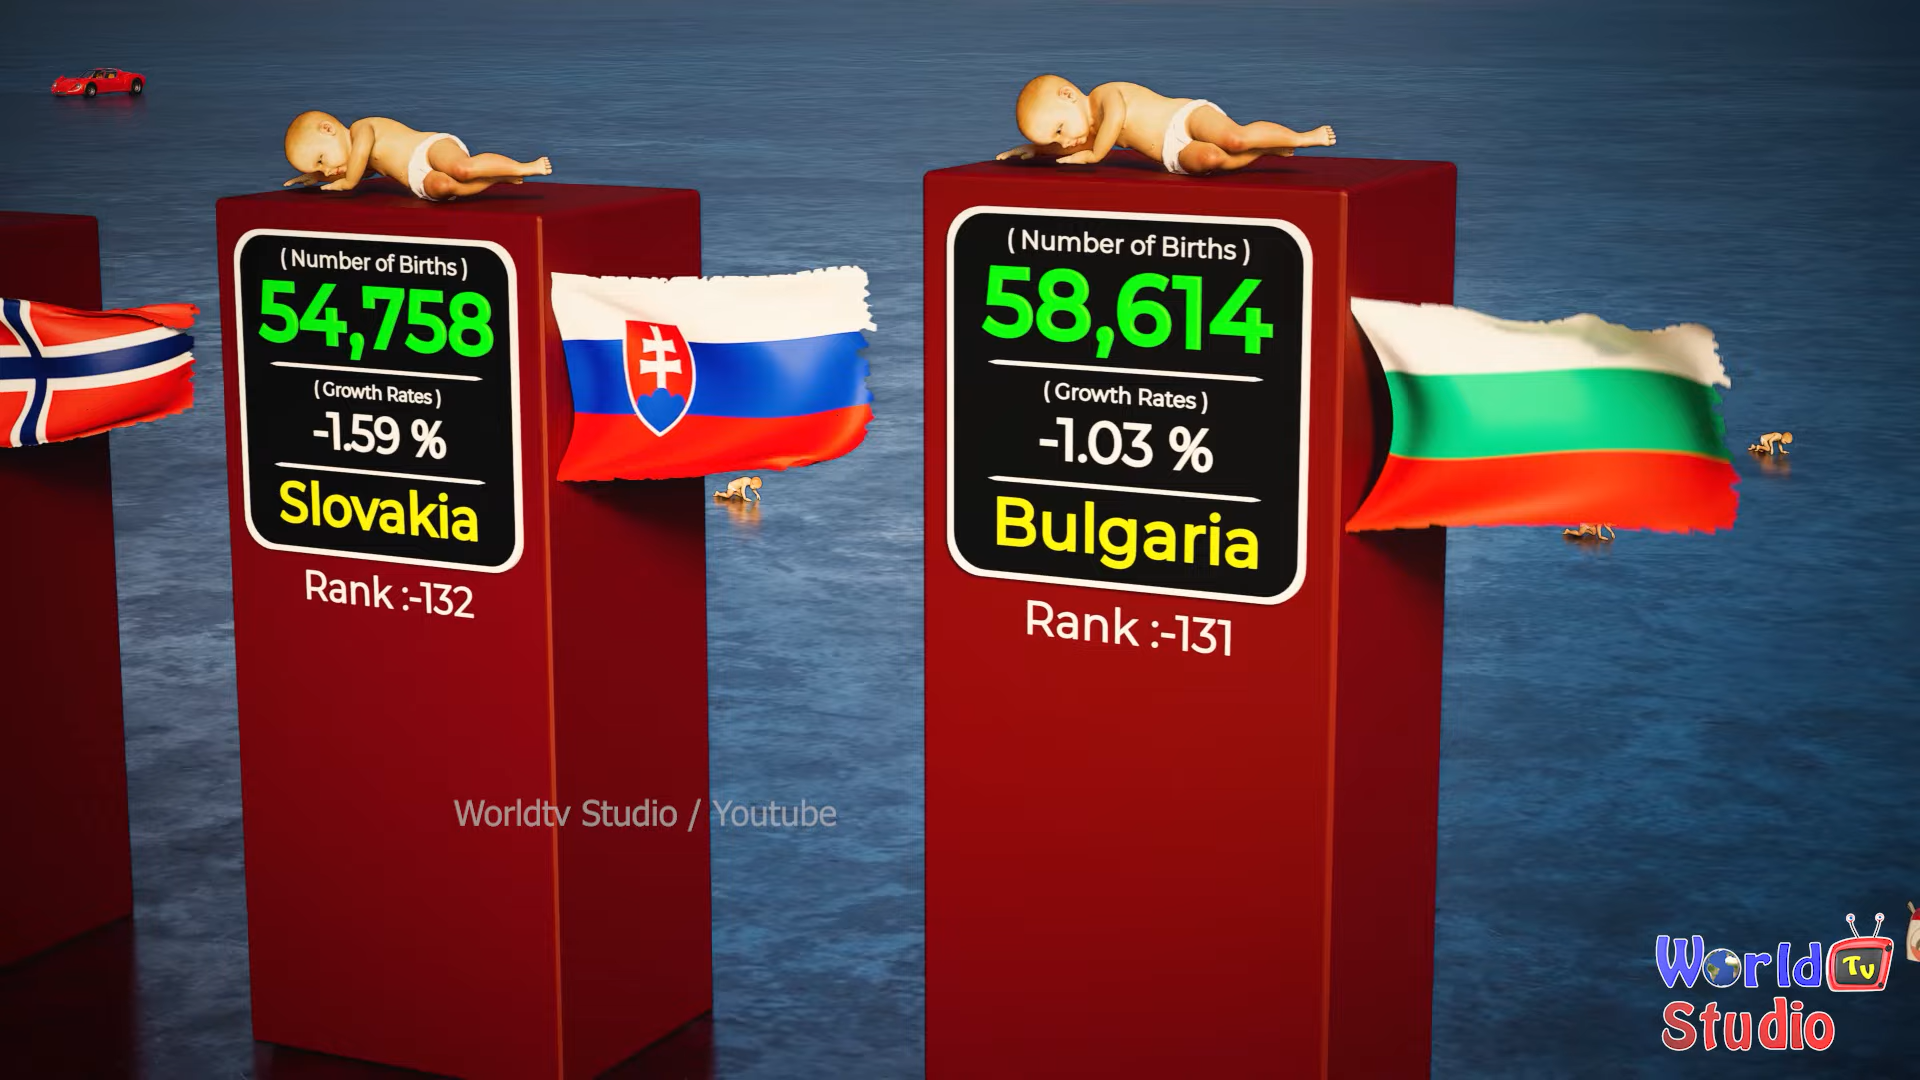 ( Number of Births )
54,758
( Growth Rates )
-1.59 %
Slovakia
Rank :-132
( Number of Births )
58,614
( Growth Rates )
-1.03 %
Bulgaria
Rank :-131
Worldtv Studio / Youtube
World Tv
Studio